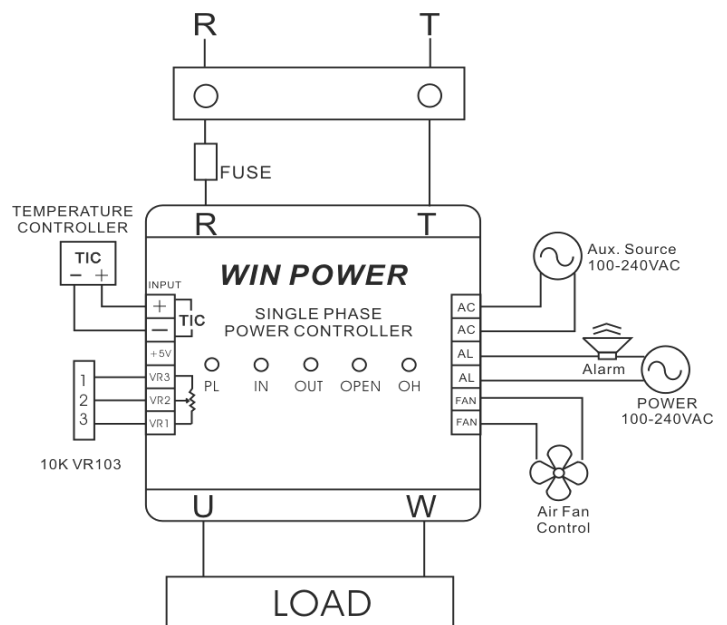 R T
FUSE
R T
TEMPERATURE
CONTROLLER
TIC
− +
INPUT
+
−
TIC
+5V
VR3
VR2
VR1
1
2
3
10K VR103
WIN POWER
SINGLE PHASE
POWER CONTROLLER
PL IN OUT OPEN OH
AC
AC
AL
AL
FAN
FAN
Aux. Source
100-240VAC
Alarm
POWER
100-240VAC
Air Fan
Control
U W
LOAD